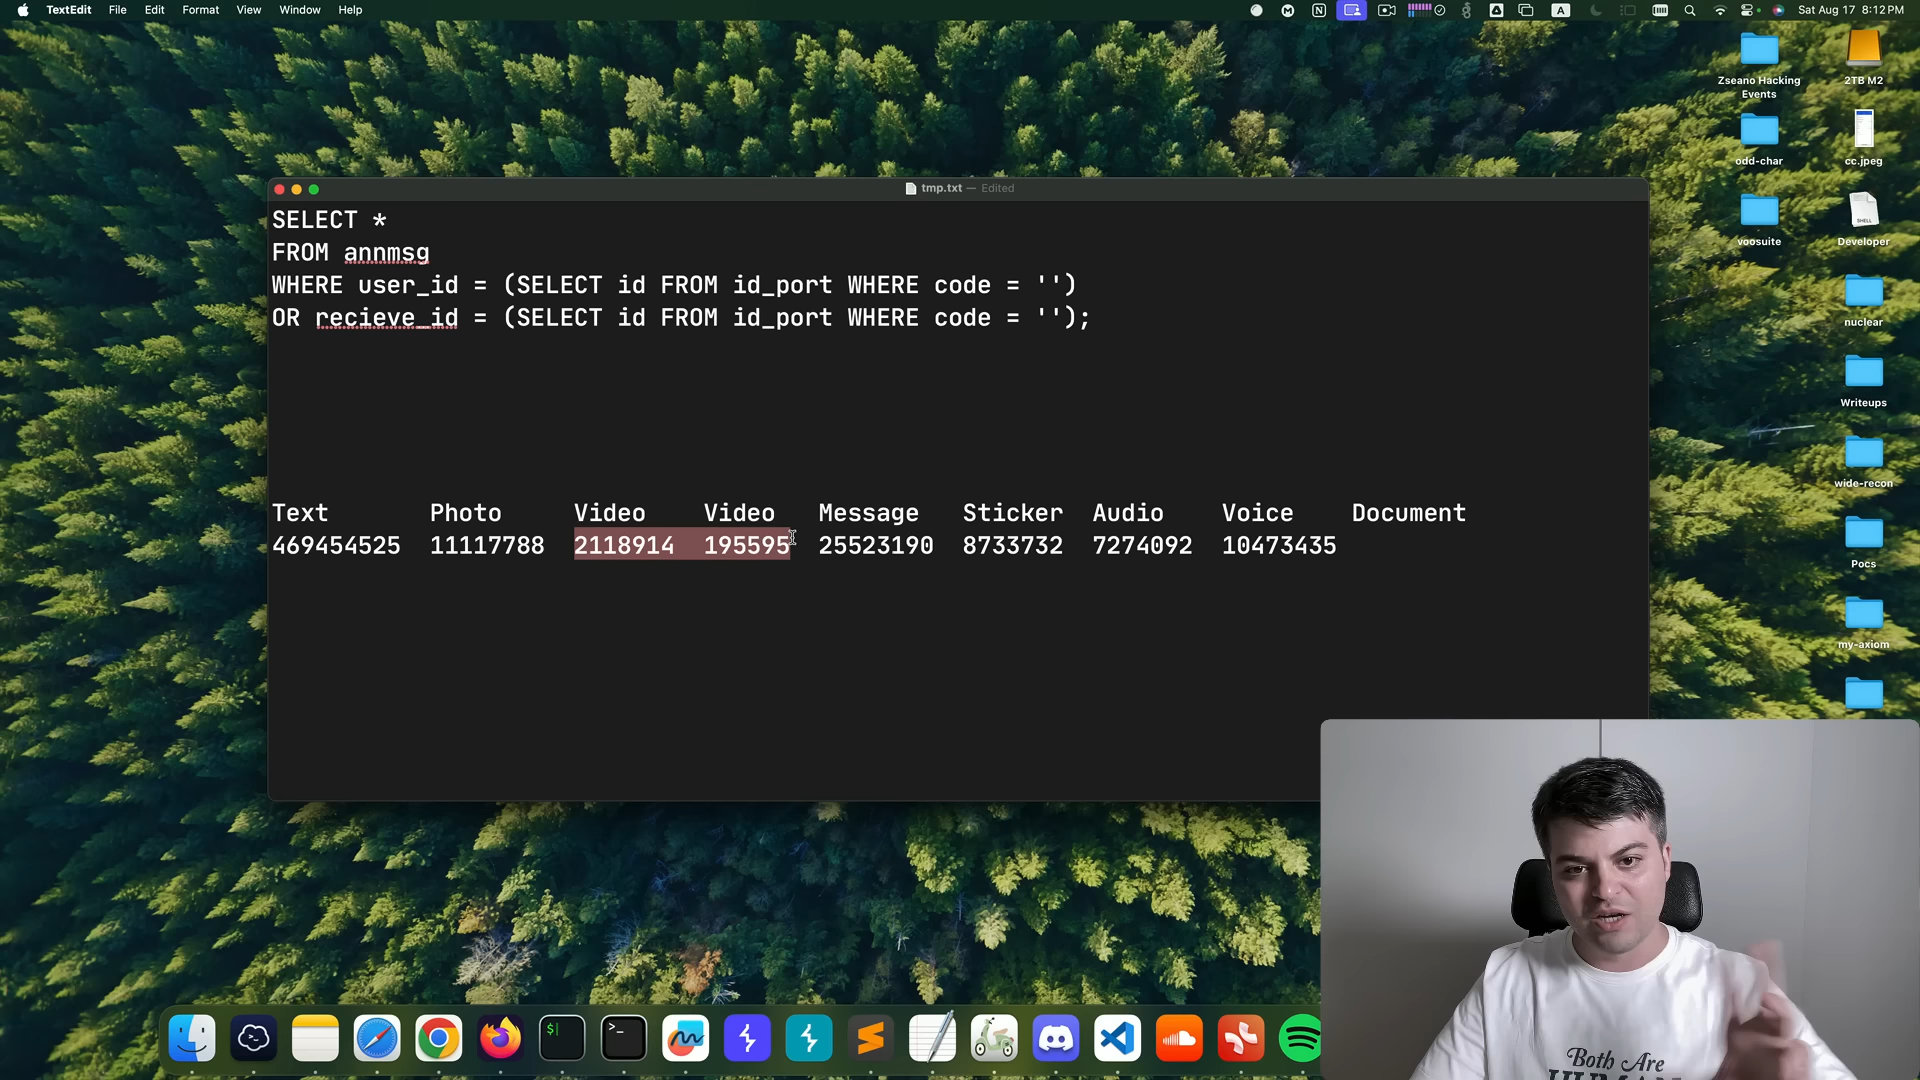 TextEdit File Edit Format View Window Help
Sat Aug 17 8:12 PM
tmp.txt — Edited
SELECT *
FROM annmsg
WHERE user_id = (SELECT id FROM id_port WHERE code = '')
OR recieve_id = (SELECT id FROM id_port WHERE code = '');
Text Photo Video Video Message Sticker Audio Voice Document
469454525 11117788 2118914 195595 25523190 8733732 7274092 10473435
Zseano Hacking
Events
2TB M2
odd-char
cc.jpeg
voosuite
SHELL
Developer
nuclear
Writeups
wide-recon
Pocs
my-axiom
Both Are
HUMAN